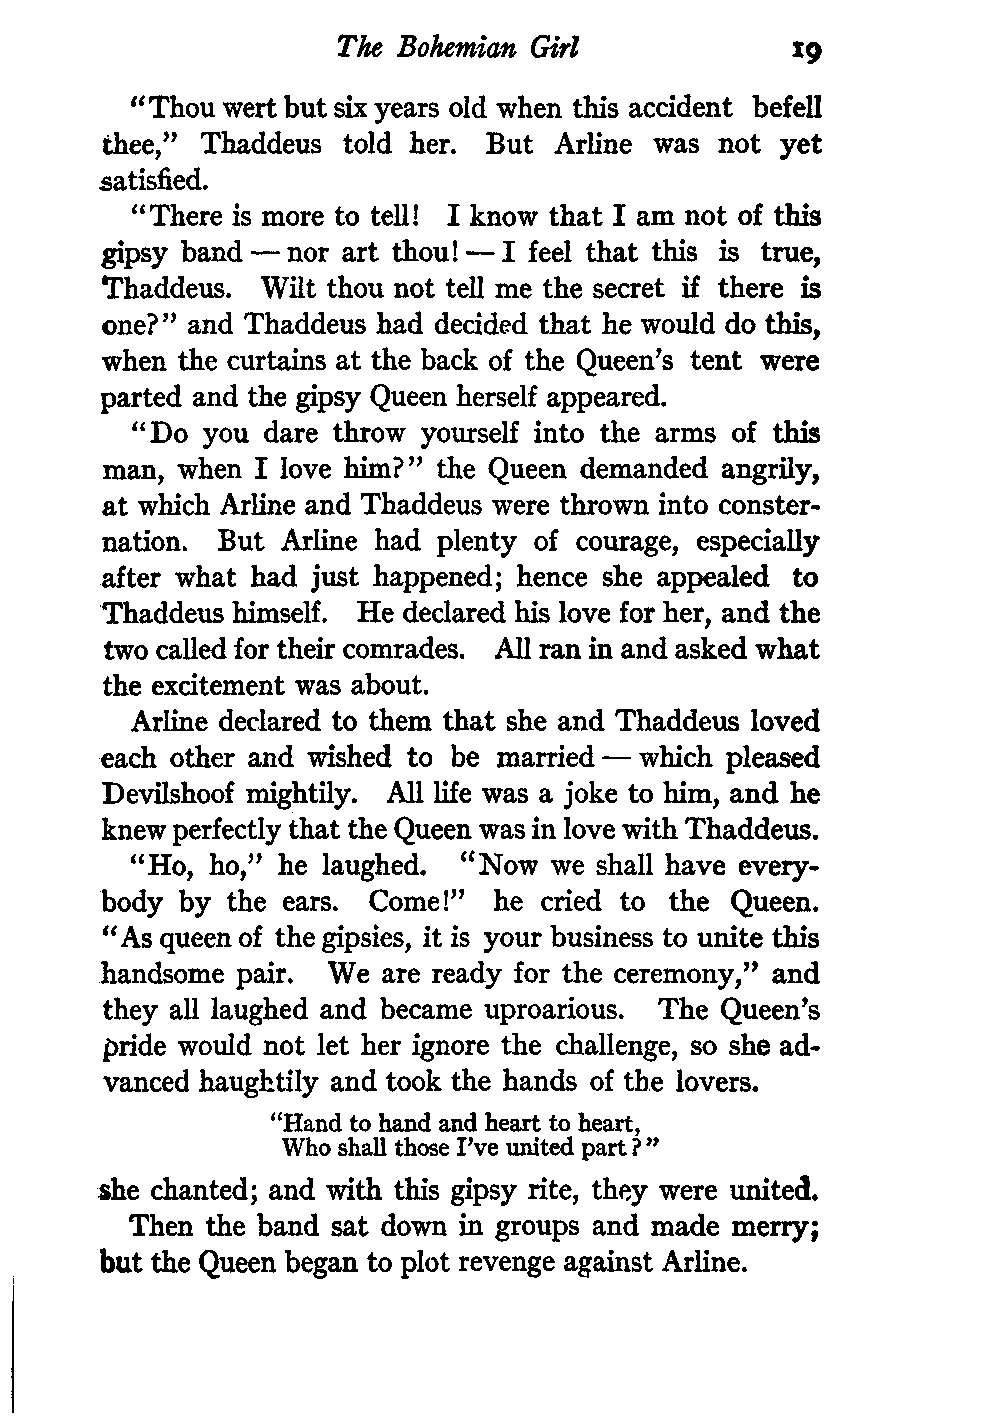 The Bohemian Girl 19
"Thou wert but six years old when this accident befell
thee," Thaddeus told her. But Arline was not yet
satisfied.
"There is more to tell! I know that I am not of this
gipsy band — nor art thou! — I feel that this is true,
Thaddeus. Wilt thou not tell me the secret if there is
one?" and Thaddeus had decided that he would do this,
when the curtains at the back of the Queen's tent were
parted and the gipsy Queen herself appeared.
"Do you dare throw yourself into the arms of this
man, when I love him?" the Queen demanded angrily,
at which Arline and Thaddeus were thrown into conster-
nation. But Arline had plenty of courage, especially
after what had just happened; hence she appealed to
Thaddeus himself. He declared his love for her, and the
two called for their comrades. All ran in and asked what
the excitement was about.
Arline declared to them that she and Thaddeus loved
each other and wished to be married — which pleased
Devilshoof mightily. All life was a joke to him, and he
knew perfectly that the Queen was in love with Thaddeus.
"Ho, ho," he laughed. "Now we shall have every-
body by the ears. Come!" he cried to the Queen.
"As queen of the gipsies, it is your business to unite this
handsome pair. We are ready for the ceremony," and
they all laughed and became uproarious. The Queen's
pride would not let her ignore the challenge, so she ad-
vanced haughtily and took the hands of the lovers.
"Hand to hand and heart to heart,
Who shall those I've united part?"
she chanted; and with this gipsy rite, they were united.
Then the band sat down in groups and made merry;
but the Queen began to plot revenge against Arline.